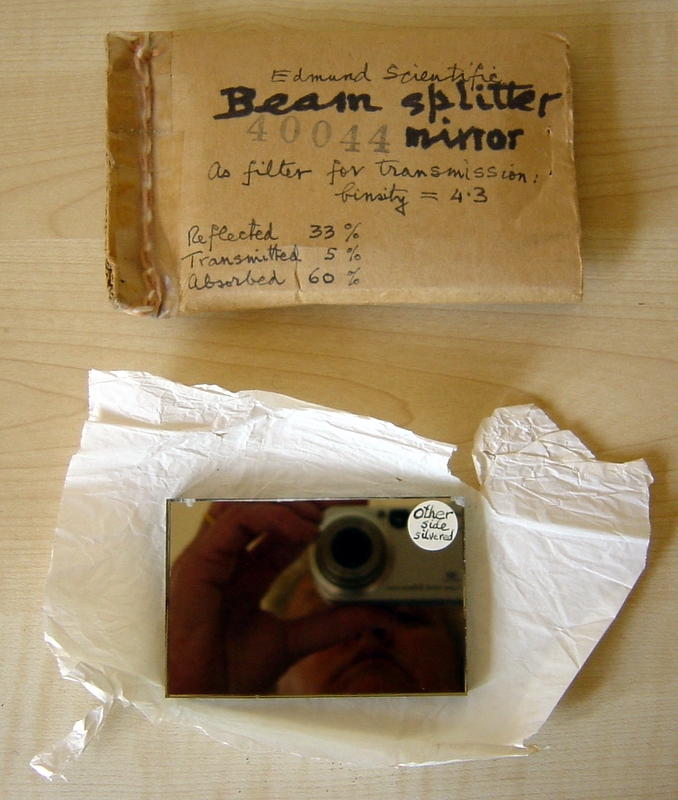 Edmund Scientific
Beam splitter
40044 mirror
As filter for transmission:
binsity = 4.3
Reflected 33 %
Transmitted 5 %
Absorbed 60 %
other
side
silvered